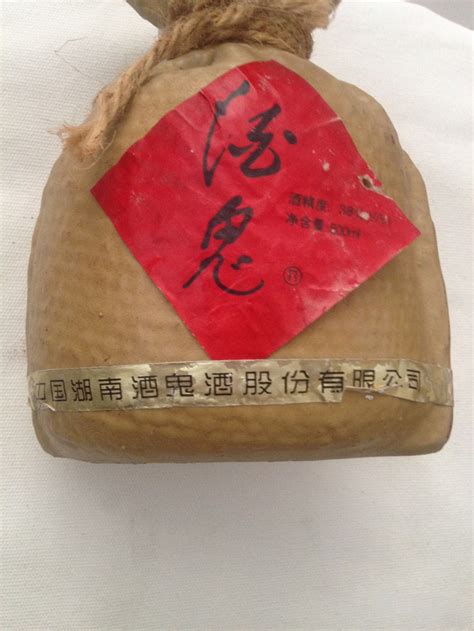 酒鬼
酒精度: 38
净含量 500ml
中国湖南酒鬼酒股份有限公司